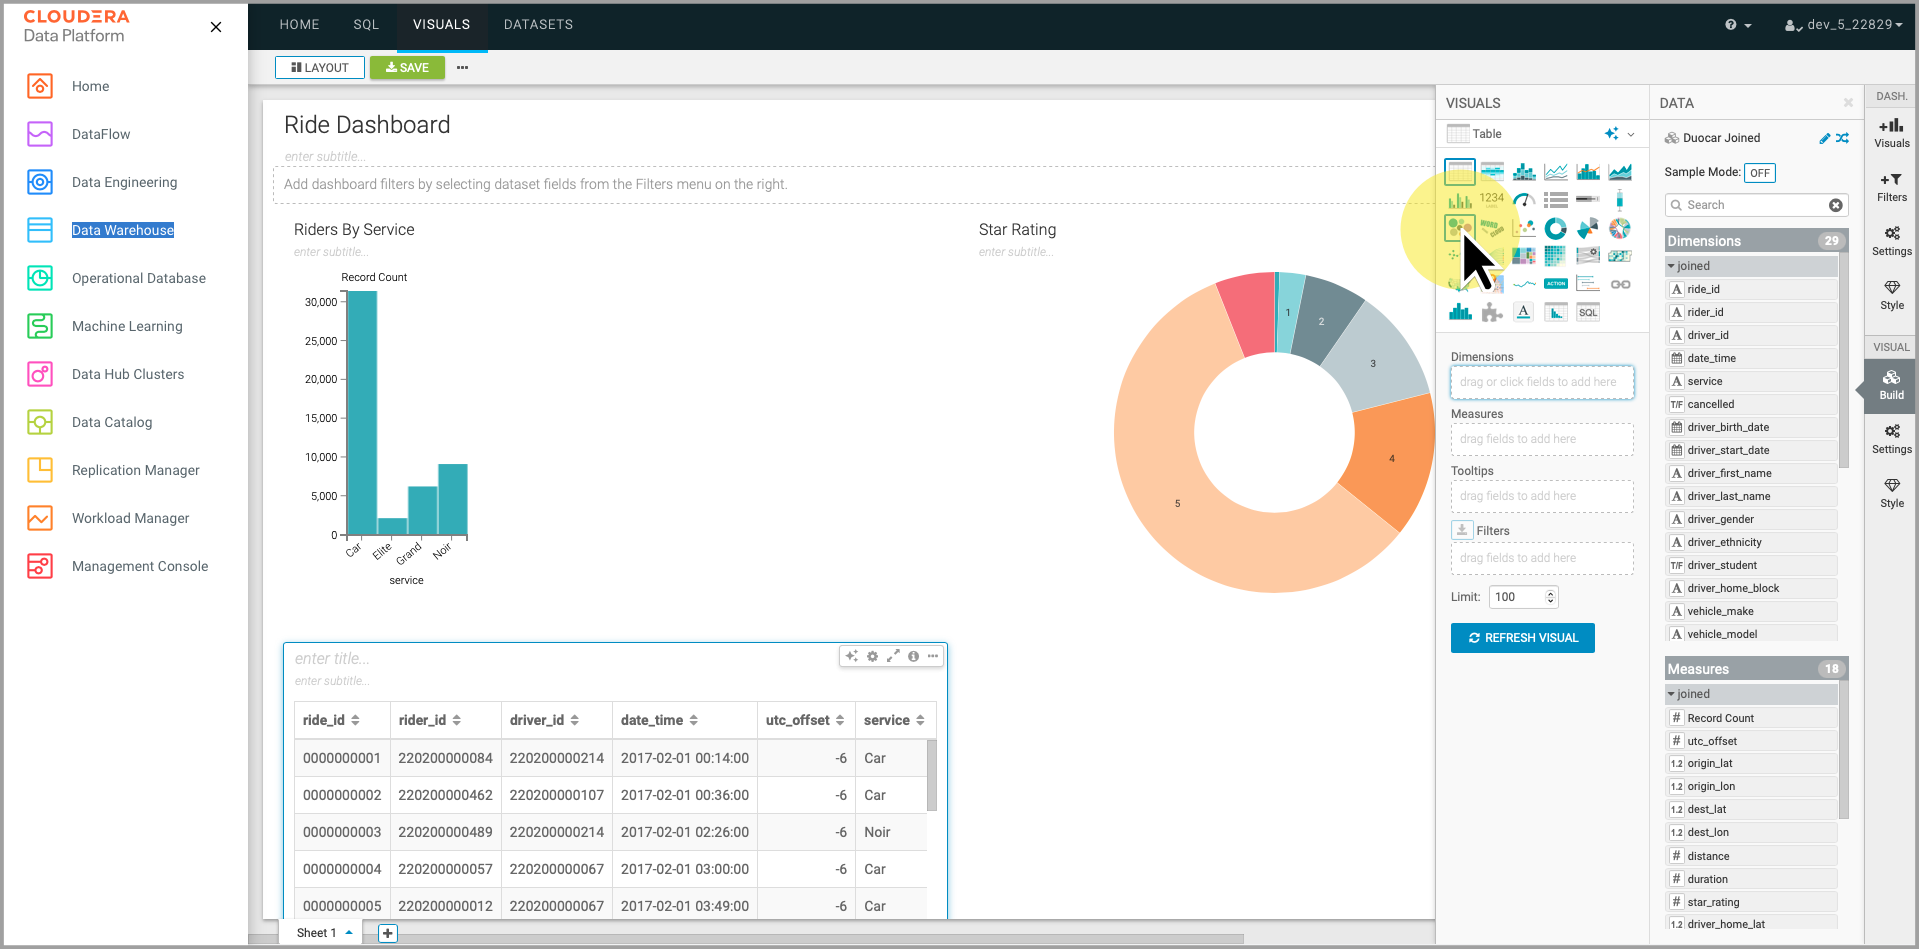 CLOUDERA
Data Platform
Home
DataFlow
Data Engineering
Data Warehouse
Operational Database
Machine Learning
Data Hub Clusters
Data Catalog
Replication Manager
Workload Manager
Management Console
HOME SQL VISUALS DATASETS
dev_5_22829
LAYOUT SAVE
Ride Dashboard
enter subtitle...
Add dashboard filters by selecting dataset fields from the Filters menu on the right.
Riders By Service
enter subtitle...
Record Count
30,000
25,000
20,000
15,000
10,000
5,000
0
Car Elite Grand Noir
service
Star Rating
enter subtitle...
1
2
3
4
5
enter title...
enter subtitle...
ride_id rider_id driver_id date_time utc_offset service
0000000001 220200000084 220200000214 2017-02-01 00:14:00 -6 Car
0000000002 220200000462 220200000107 2017-02-01 00:36:00 -6 Car
0000000003 220200000489 220200000214 2017-02-01 02:26:00 -6 Noir
0000000004 220200000057 220200000067 2017-02-01 03:00:00 -6 Car
0000000005 220200000012 220200000067 2017-02-01 03:49:00 -6 Car
Sheet 1
VISUALS
Table
1234
WORD
ACTION
A
SQL
Dimensions
drag or click fields to add here
Measures
drag fields to add here
Tooltips
drag fields to add here
Filters
drag fields to add here
Limit: 100
REFRESH VISUAL
DATA
Duocar Joined
Sample Mode: OFF
Search
Dimensions 29
joined
A ride_id
A rider_id
A driver_id
date_time
A service
T/F cancelled
driver_birth_date
driver_start_date
A driver_first_name
A driver_last_name
A driver_gender
A driver_ethnicity
T/F driver_student
A driver_home_block
A vehicle_make
A vehicle_model
Measures 18
joined
# Record Count
# utc_offset
1.2 origin_lat
1.2 origin_lon
1.2 dest_lat
1.2 dest_lon
# distance
# duration
# star_rating
1.2 driver_home_lat
DASH.
Visuals
Filters
Settings
Style
VISUAL
Build
Settings
Style